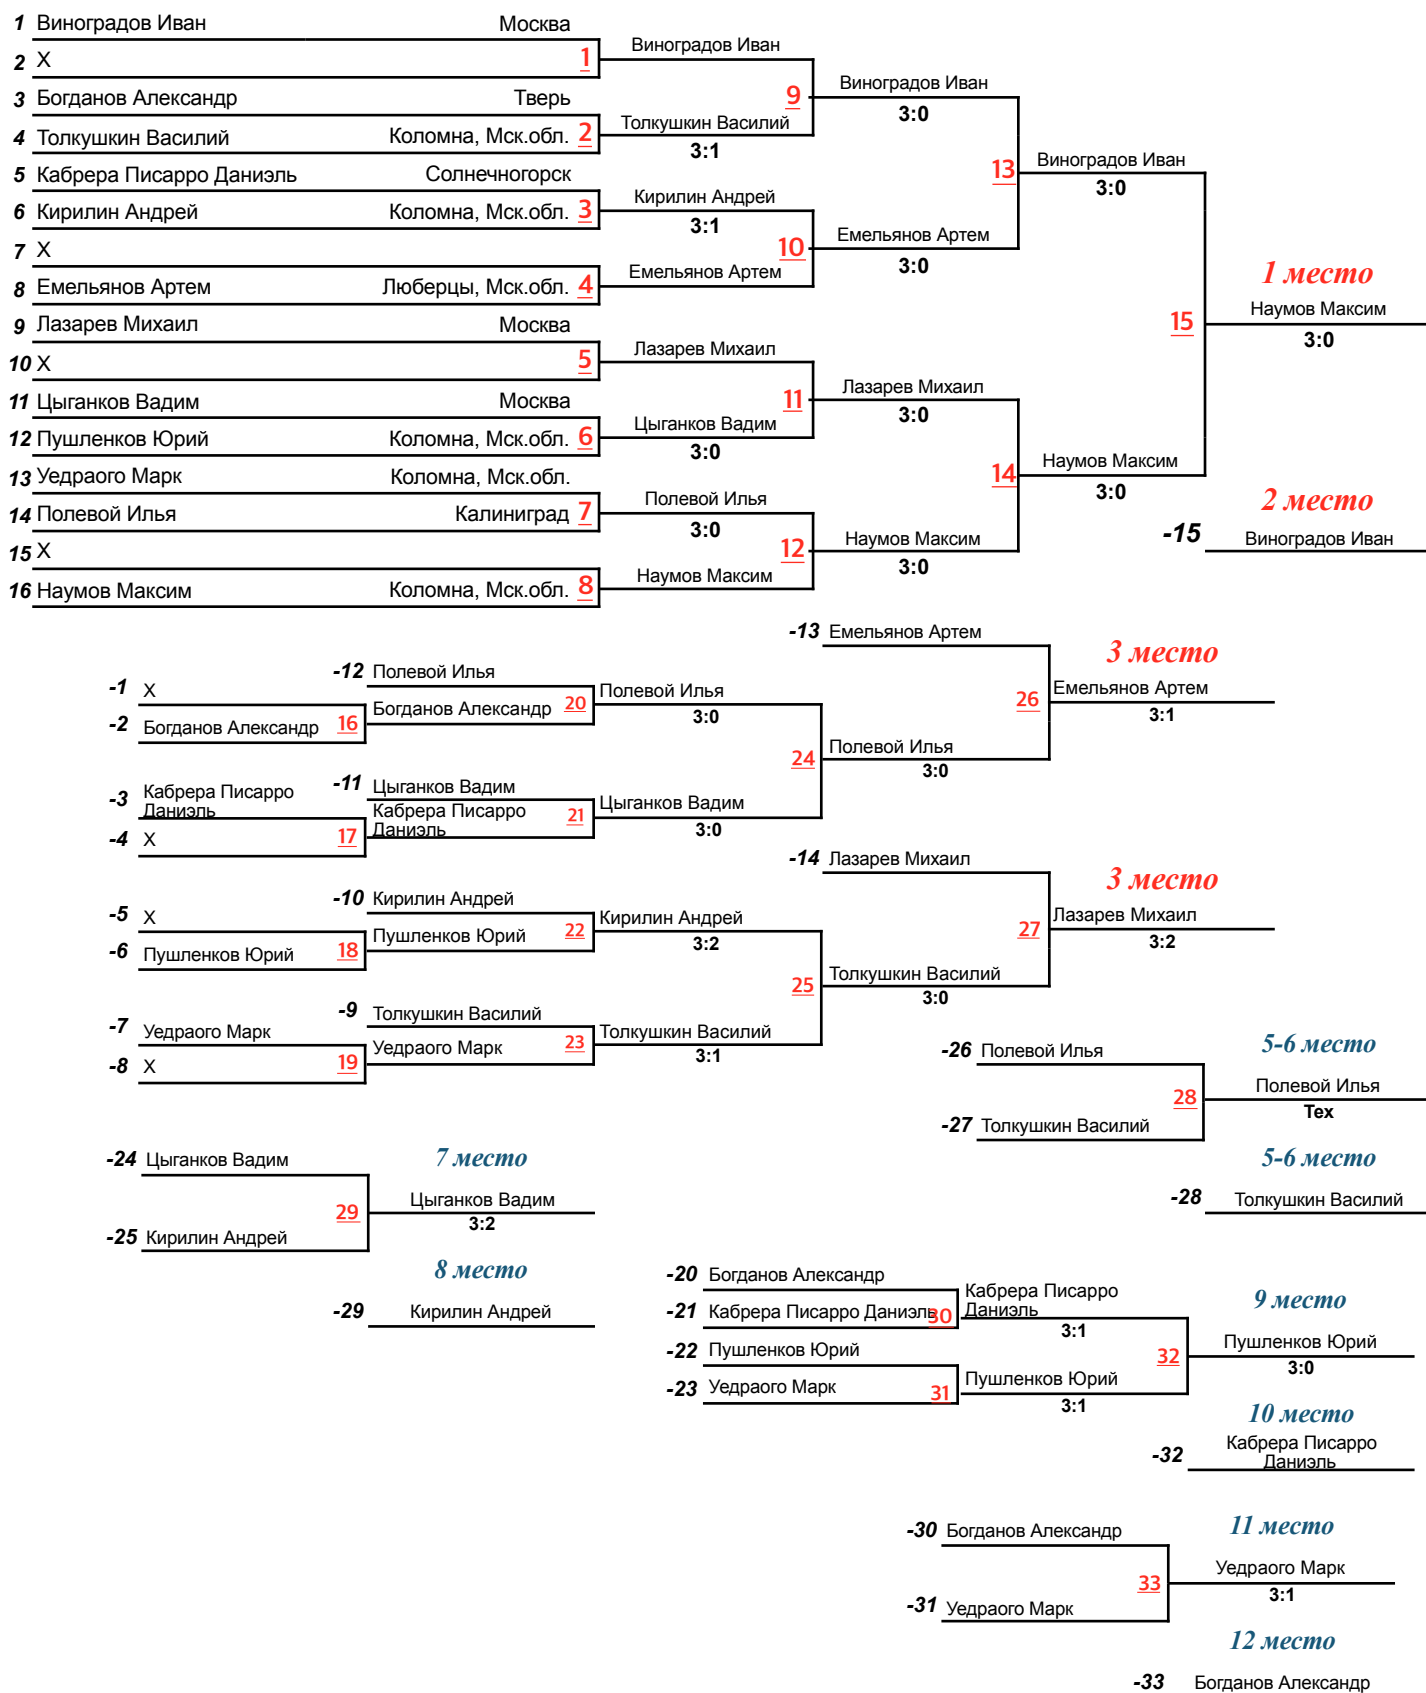 1 Виноградов Иван Москва
2 X
3 Богданов Александр Тверь
4 Толкушкин Василий Коломна, Мск.обл.
5 Кабрера Писарро Даниэль Солнечногорск
6 Кирилин Андрей Коломна, Мск.обл.
7 X
8 Емельянов Артем Люберцы, Мск.обл.
9 Лазарев Михаил Москва
10 X
11 Цыганков Вадим Москва
12 Пушленков Юрий Коломна, Мск.обл.
13 Уедраого Марк Коломна, Мск.обл.
14 Полевой Илья Калиниград
15 X
16 Наумов Максим Коломна, Мск.обл.
1
2
3
4
5
6
7
8
Виноградов Иван
Толкушкин Василий
3:1
Кирилин Андрей
3:1
Емельянов Артем
Лазарев Михаил
Цыганков Вадим
3:0
Полевой Илья
3:0
Наумов Максим
9
10
11
12
Виноградов Иван
3:0
Емельянов Артем
3:0
Лазарев Михаил
3:0
Наумов Максим
3:0
13
14
Виноградов Иван
3:0
Наумов Максим
3:0
15
1 место
Наумов Максим
3:0
2 место
-15 Виноградов Иван
-1 X
-2 Богданов Александр
16
-3 Кабрера Писарро
Даниэль
-4 X
17
-5 X
-6 Пушленков Юрий
18
-7 Уедраого Марк
-8 X
19
-12 Полевой Илья
Богданов Александр
20
-11 Цыганков Вадим
Кабрера Писарро
Даниэль
21
-10 Кирилин Андрей
Пушленков Юрий
22
-9 Толкушкин Василий
Уедраого Марк
23
Полевой Илья
3:0
Цыганков Вадим
3:0
24
Кирилин Андрей
3:2
Толкушкин Василий
3:1
25
-13 Емельянов Артем
Полевой Илья
3:0
26
3 место
Емельянов Артем
3:1
-14 Лазарев Михаил
Толкушкин Василий
3:0
27
3 место
Лазарев Михаил
3:2
-26 Полевой Илья
-27 Толкушкин Василий
28
5-6 место
Полевой Илья
Тех
5-6 место
-28 Толкушкин Василий
-24 Цыганков Вадим
-25 Кирилин Андрей
29
7 место
Цыганков Вадим
3:2
8 место
-29 Кирилин Андрей
-20 Богданов Александр
-21 Кабрера Писарро Даниэль
30
-22 Пушленков Юрий
-23 Уедраого Марк
31
Кабрера Писарро
Даниэль
3:1
Пушленков Юрий
3:1
32
9 место
Пушленков Юрий
3:0
10 место
-32 Кабрера Писарро
Даниэль
-30 Богданов Александр
-31 Уедраого Марк
33
11 место
Уедраого Марк
3:1
12 место
-33 Богданов Александр